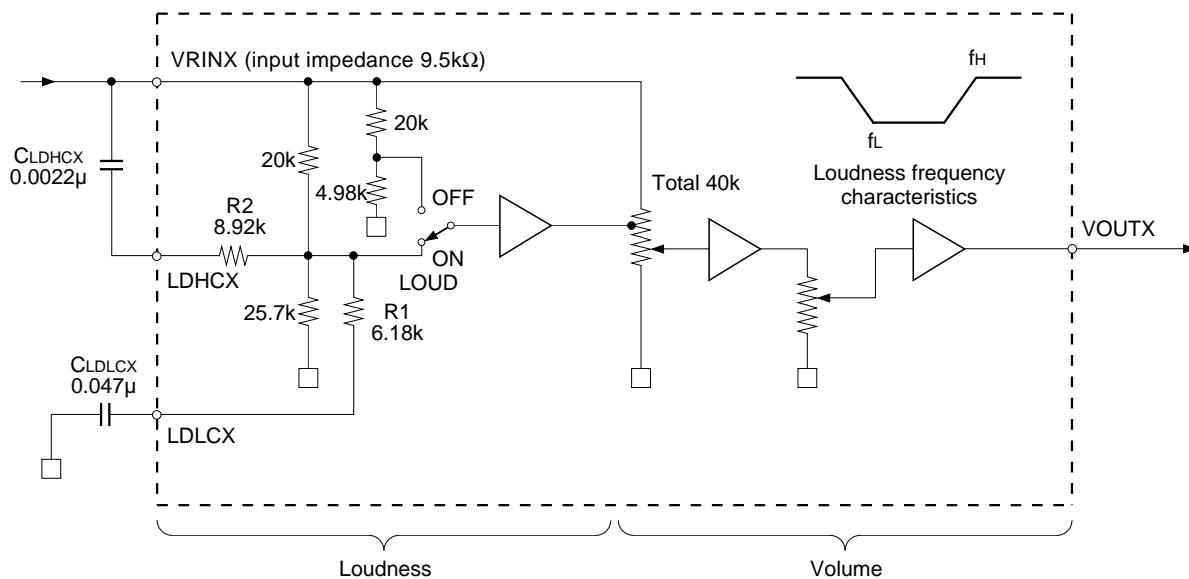 VRINX (input impedance 9.5kΩ)
fH
20k
CLDHCX
0.0022µ
20k
fL
4.98k
OFF
Total 40k
Loudness frequency
characteristics
R2
8.92k
VOUTX
ON
LDHCX
LOUD
25.7k
R1
6.18k
CLDLCX
0.047µ
LDLCX
Loudness
Volume